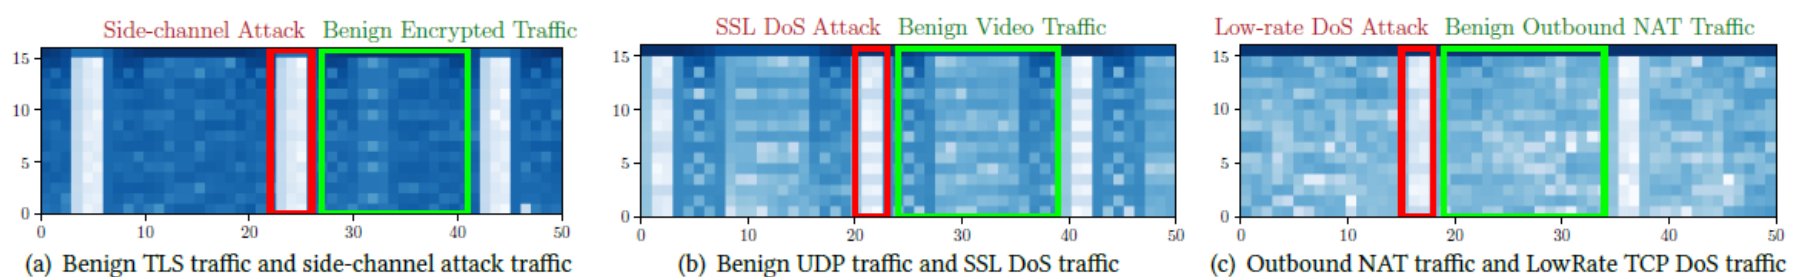 Side-channel Attack Benign Encrypted Traffic
15
10
5
0
0 10 20 30 40 50
(a) Benign TLS traffic and side-channel attack traffic
SSL DoS Attack Benign Video Traffic
15
10
5
0
0 10 20 30 40 50
(b) Benign UDP traffic and SSL DoS traffic
Low-rate DoS Attack Benign Outbound NAT Traffic
15
10
5
0
0 10 20 30 40 50
(c) Outbound NAT traffic and LowRate TCP DoS traffic